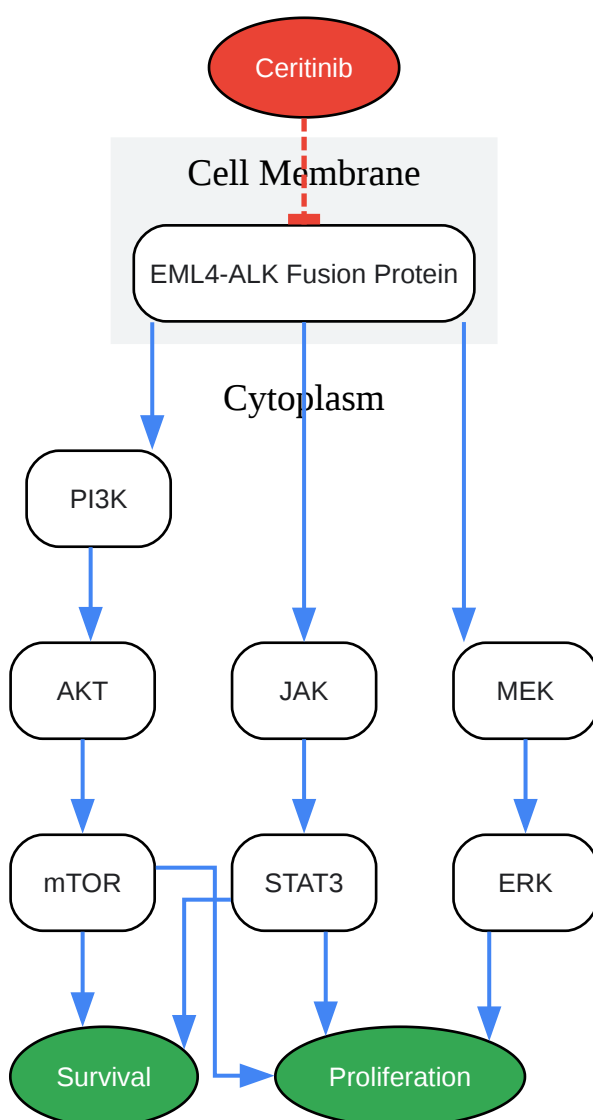 Ceritinib
Cell Membrane
EML4-ALK Fusion Protein
Cytoplasm
PI3K
AKT
JAK
MEK
mTOR
STAT3
ERK
Survival
Proliferation